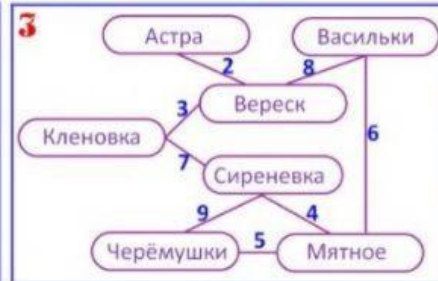 3
Астра Васильки
2 8
3 Вереск
Кленовка 6
7
Сиреневка
9 4
Черёмушки 5 Мятное